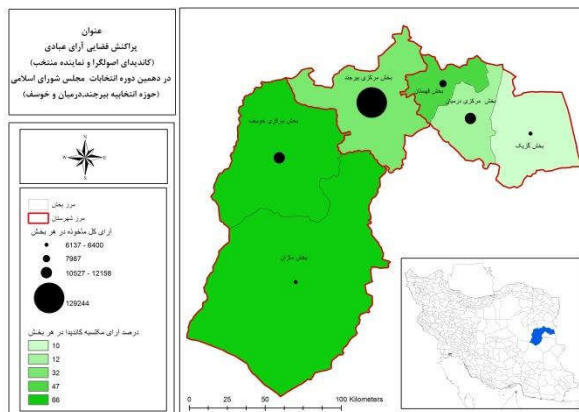 عنوان
پراکنش فضایی آرای عبادی
(کاندیدای اصولگرا و نماینده منتخب)
در دهمین دوره انتخابات مجلس شورای اسلامی
(حوزه انتخابیه بیرجند,درمیان و خوسف)
N
W E
S
مرز بخش
مرز شهرستان
آرای کل ماخوذه در هر بخش
6137 - 6400
7987
10527 - 12158
129244
درصد آرای مکتسبه کاندیدا در هر بخش
10
12
32
47
66
بخش مرکزی بیرجند
بخش قهستان
بخش مرکزی درمیان
بخش گزیک
بخش مرکزی خوسف
بخش ماژان
0 25 50 100 Kilometers